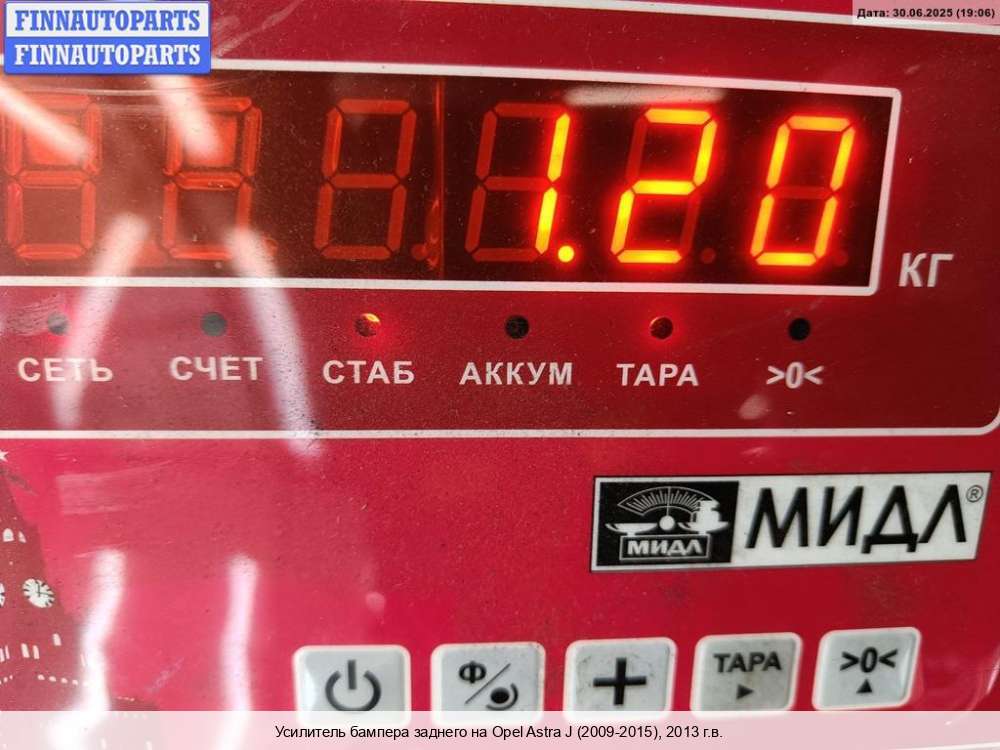 FINNAUTOPARTS
FINNAUTOPARTS
Дата: 30.06.2025 (19:06)
1.20
КГ
СЕТЬ СЧЕТ СТАБ АККУМ ТАРА >0<
МИДЛ МИДЛ®
Ф/ + ТАРА >0<
Усилитель бампера заднего на Opel Astra J (2009-2015), 2013 г.в.